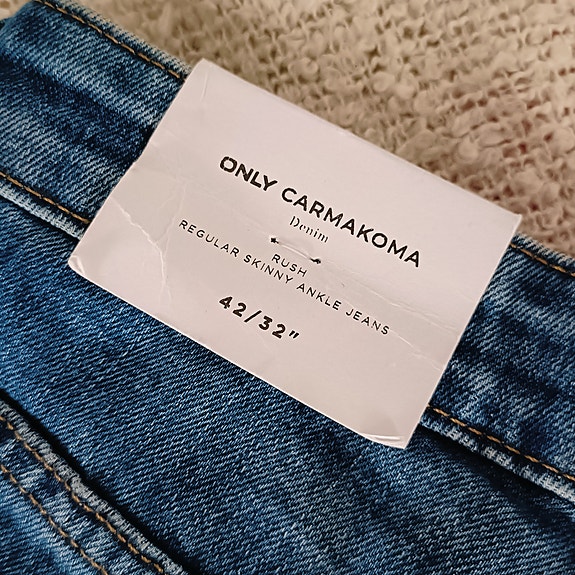 ONLY CARMAKOMA
Denim
RUSH
REGULAR SKINNY ANKLE JEANS
42/32"